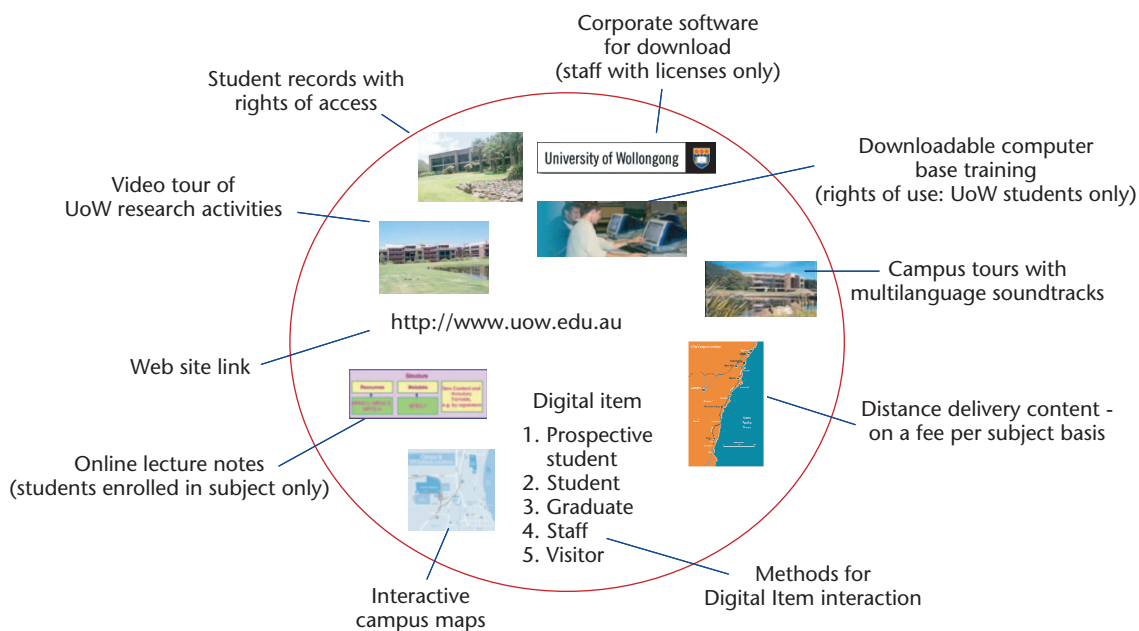 Corporate software
for download
(staff with licenses only)
Student records with
rights of access
University of Wollongong
Downloadable computer
base training
(rights of use: UoW students only)
Video tour of
UoW research activities
Campus tours with
multilanguage soundtracks
http://www.uow.edu.au
Web site link
Structure
Resources
Metadata
Digital item
1. Prospective
student
2. Student
3. Graduate
4. Staff
5. Visitor
Distance delivery content -
on a fee per subject basis
Online lecture notes
(students enrolled in subject only)
Interactive
campus maps
Methods for
Digital Item interaction